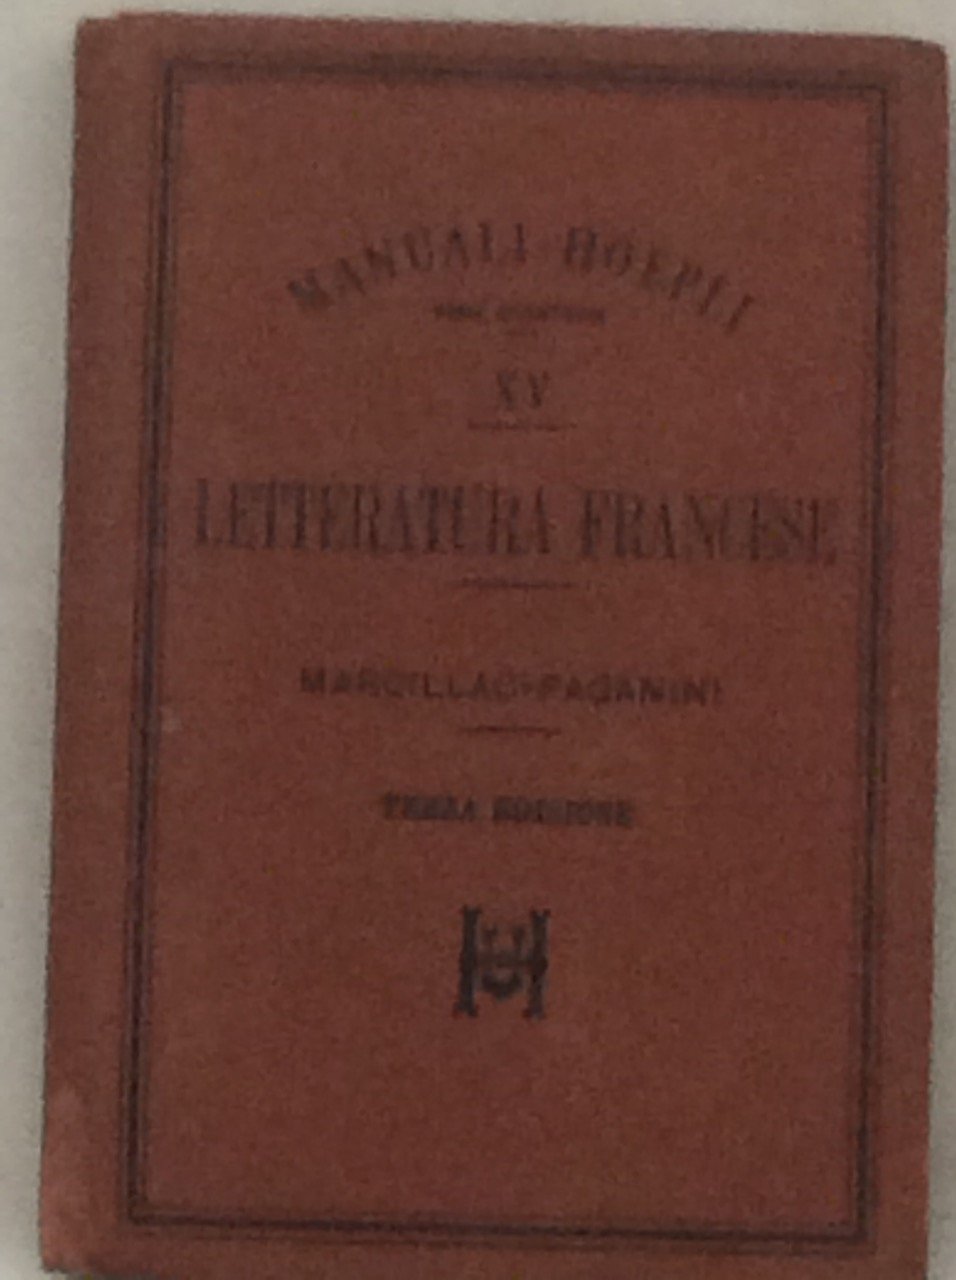 MANUALI HOEPLI
XV
LETTERATURA FRANCESE
MARCILLAC-PAGANINI
TERZA EDIZIONE